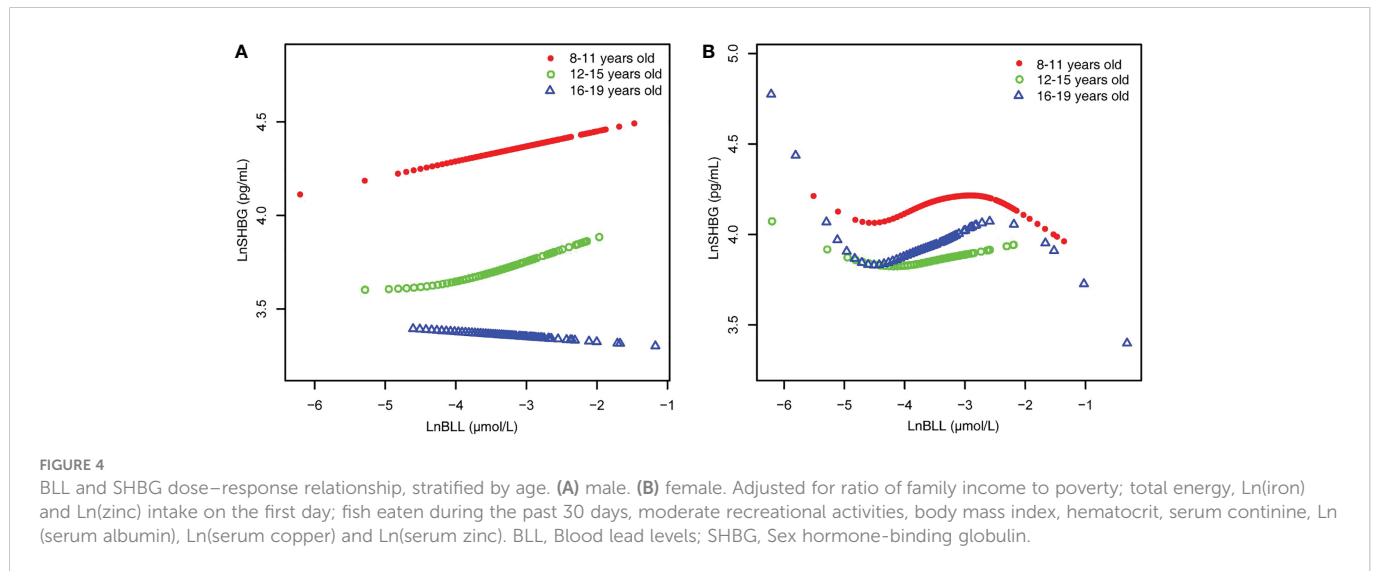 A
8-11 years old
12-15 years old
16-19 years old
LnSHBG (pg/mL)
4.5
4.0
3.5
−6 −5 −4 −3 −2 −1
LnBLL (μmol/L)
B
8-11 years old
12-15 years old
16-19 years old
LnSHBG (pg/mL)
5.0
4.5
4.0
3.5
−6 −5 −4 −3 −2 −1
LnBLL (μmol/L)
FIGURE 4
BLL and SHBG dose–response relationship, stratified by age. (A) male. (B) female. Adjusted for ratio of family income to poverty; total energy, Ln(iron)
and Ln(zinc) intake on the first day; fish eaten during the past 30 days, moderate recreational activities, body mass index, hematocrit, serum continine, Ln
(serum albumin), Ln(serum copper) and Ln(serum zinc). BLL, Blood lead levels; SHBG, Sex hormone-binding globulin.